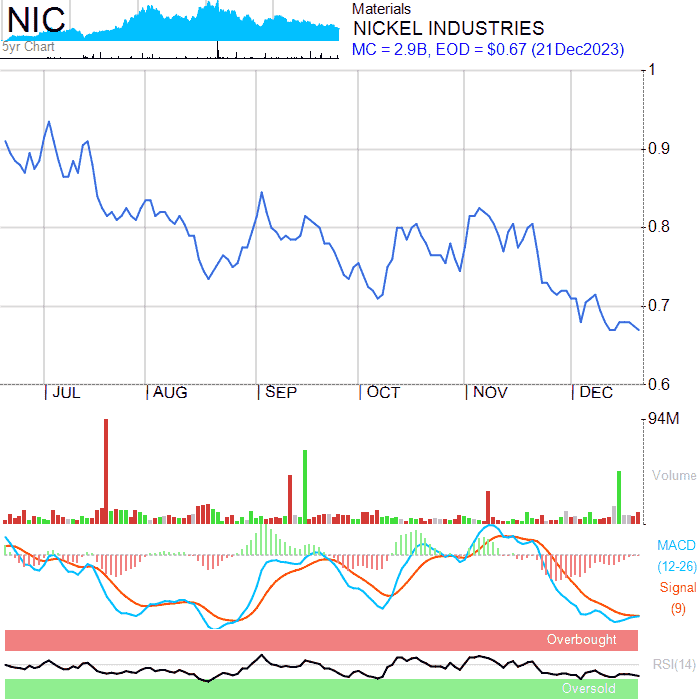 NIC
5yr Chart
Materials
NICKEL INDUSTRIES
MC = 2.9B, EOD = $0.67 (21Dec2023)
1
0.9
0.8
0.7
0.6
JUL AUG SEP OCT NOV DEC
94M
Volume
MACD
(12-26)
Signal
(9)
Overbought
RSI(14)
Oversold